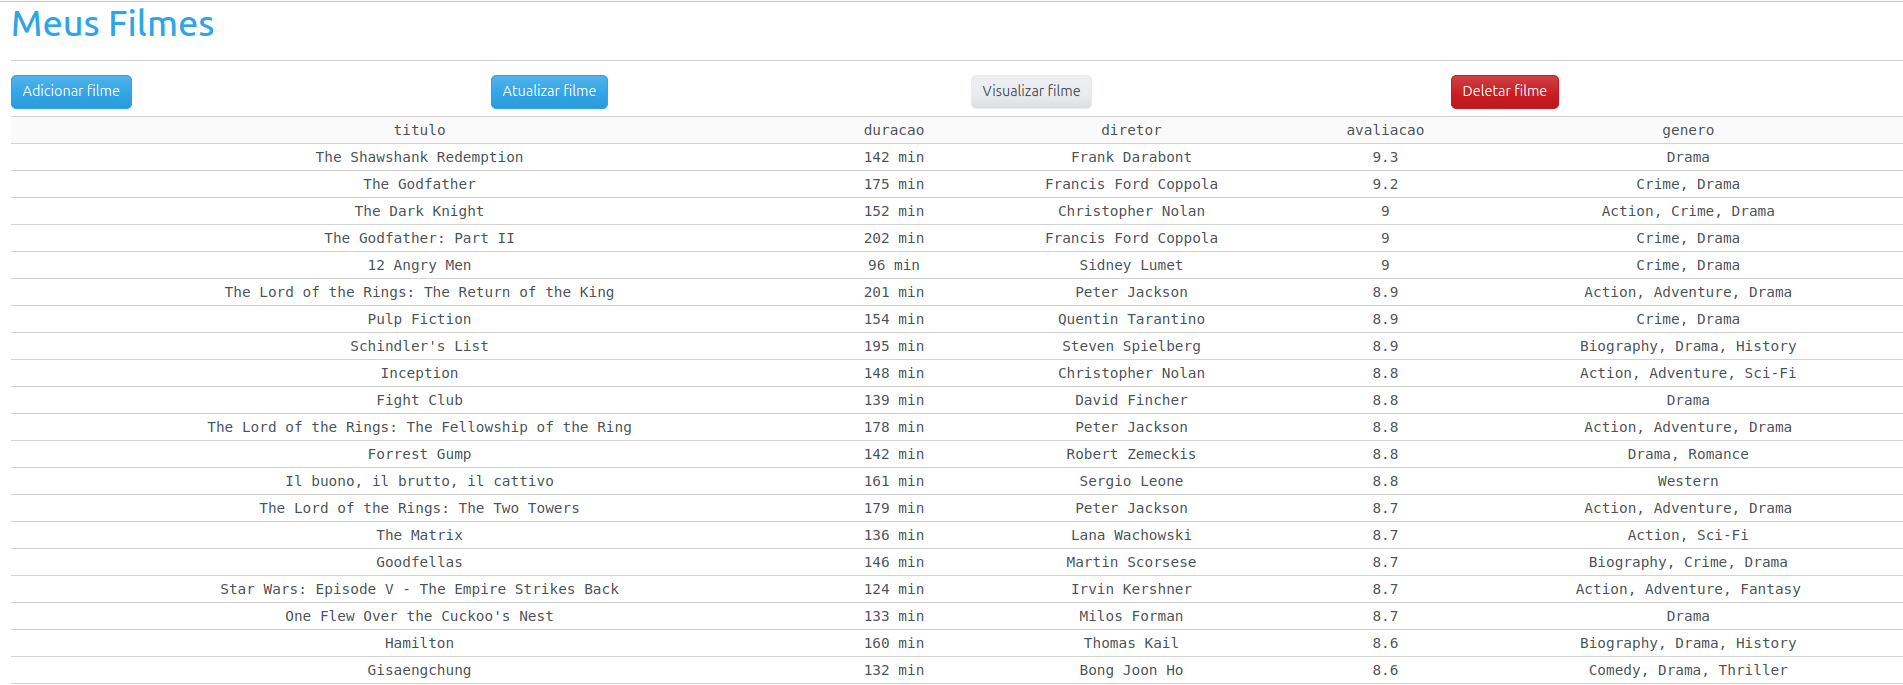 Meus Filmes
Adicionar filme Atualizar filme Visualizar filme Deletar filme
titulo duracao diretor avaliacao genero
The Shawshank Redemption 142 min Frank Darabont 9.3 Drama
The Godfather 175 min Francis Ford Coppola 9.2 Crime, Drama
The Dark Knight 152 min Christopher Nolan 9 Action, Crime, Drama
The Godfather: Part II 202 min Francis Ford Coppola 9 Crime, Drama
12 Angry Men 96 min Sidney Lumet 9 Crime, Drama
The Lord of the Rings: The Return of the King 201 min Peter Jackson 8.9 Action, Adventure, Drama
Pulp Fiction 154 min Quentin Tarantino 8.9 Crime, Drama
Schindler's List 195 min Steven Spielberg 8.9 Biography, Drama, History
Inception 148 min Christopher Nolan 8.8 Action, Adventure, Sci-Fi
Fight Club 139 min David Fincher 8.8 Drama
The Lord of the Rings: The Fellowship of the Ring 178 min Peter Jackson 8.8 Action, Adventure, Drama
Forrest Gump 142 min Robert Zemeckis 8.8 Drama, Romance
Il buono, il brutto, il cattivo 161 min Sergio Leone 8.8 Western
The Lord of the Rings: The Two Towers 179 min Peter Jackson 8.7 Action, Adventure, Drama
The Matrix 136 min Lana Wachowski 8.7 Action, Sci-Fi
Goodfellas 146 min Martin Scorsese 8.7 Biography, Crime, Drama
Star Wars: Episode V - The Empire Strikes Back 124 min Irvin Kershner 8.7 Action, Adventure, Fantasy
One Flew Over the Cuckoo's Nest 133 min Milos Forman 8.7 Drama
Hamilton 160 min Thomas Kail 8.6 Biography, Drama, History
Gisaengchung 132 min Bong Joon Ho 8.6 Comedy, Drama, Thriller